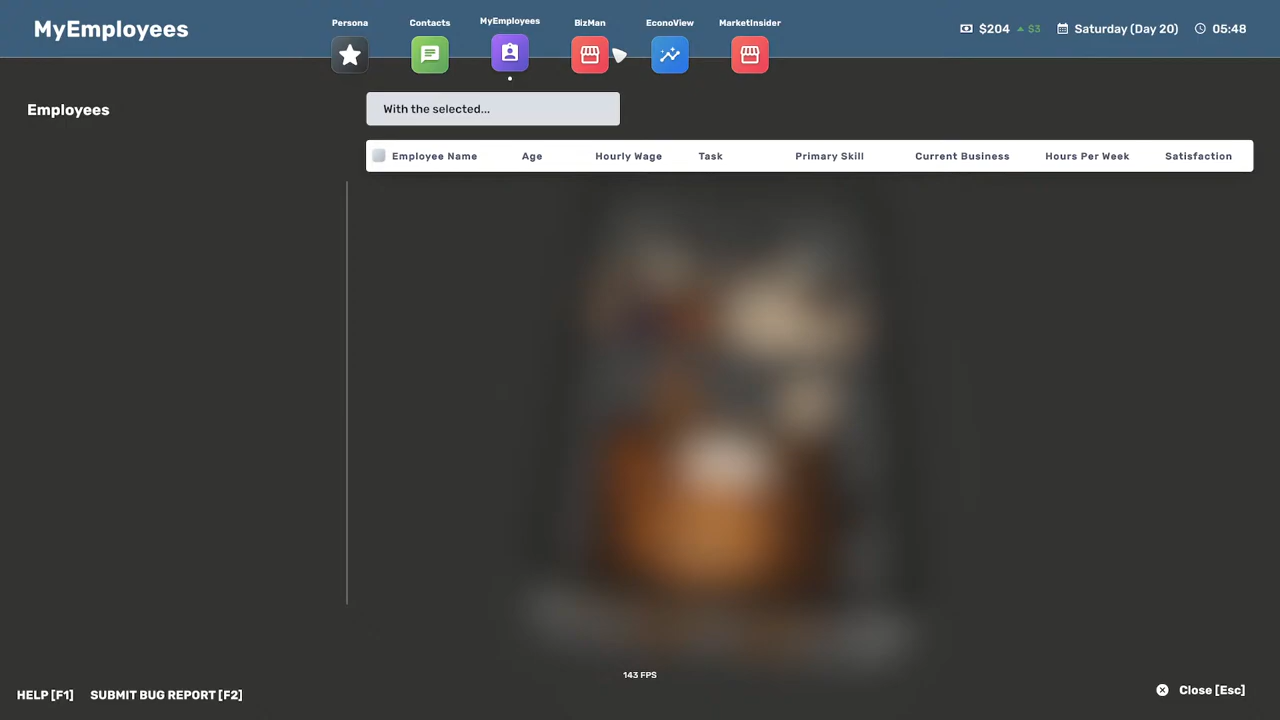 MyEmployees
Persona
Contacts
MyEmployees
BizMan
EconoView
MarketInsider
$204 $3 Saturday (Day 20) 05:48
Employees
With the selected...
Employee Name Age Hourly Wage Task Primary Skill Current Business Hours Per Week Satisfaction
143 FPS
HELP [F1] SUBMIT BUG REPORT [F2]
Close [Esc]